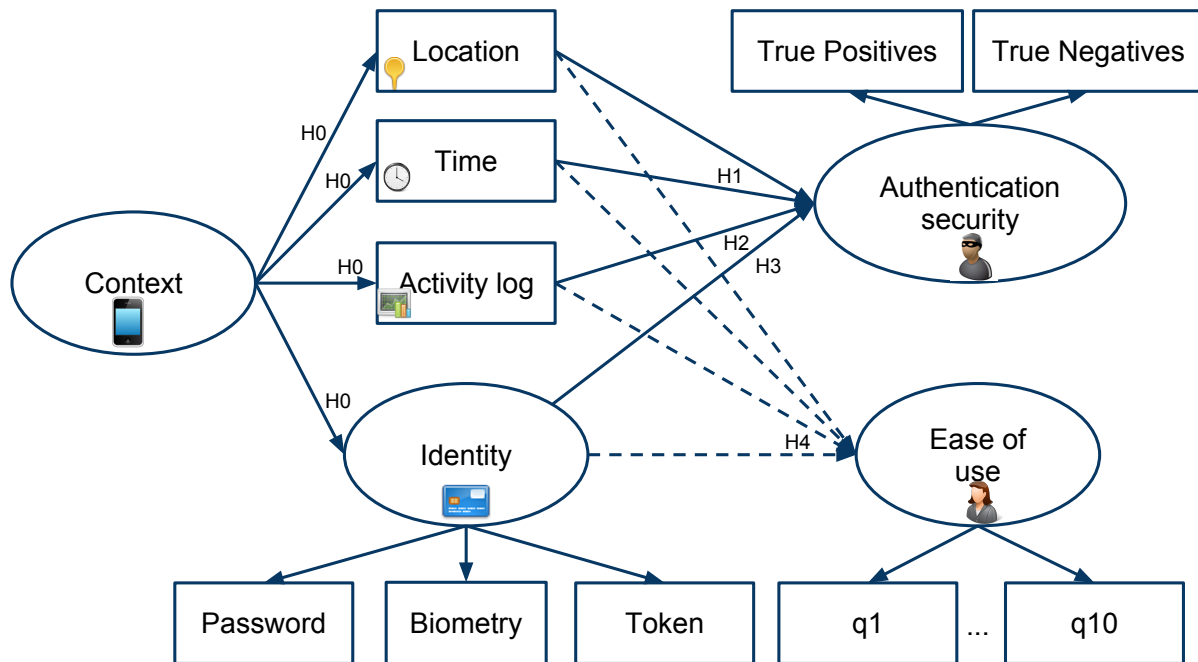 Location
True Positives
True Negatives
H0
Time
H0
H1
Authentication
security
H2
H3
H0
Context
Activity log
H0
Identity
H4
Ease of
use
Password
Biometry
Token
q1
...
q10